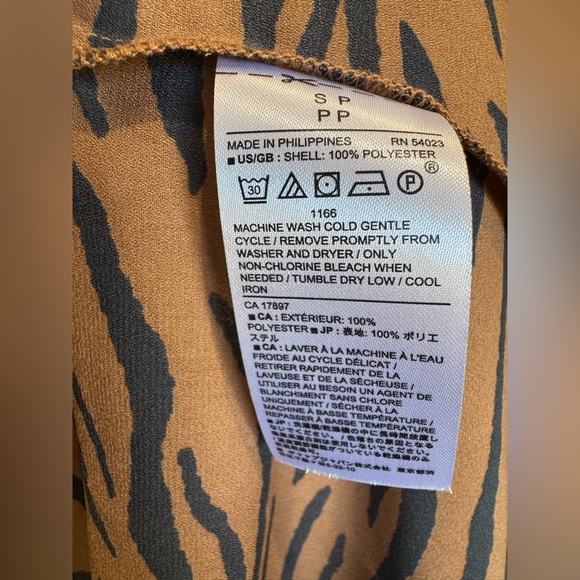 S P
PP
MADE IN PHILIPPINES RN 54023
■ US/GB : SHELL: 100% POLYESTER
®
30 P
1166
MACHINE WASH COLD GENTLE
CYCLE / REMOVE PROMPTLY FROM
WASHER AND DRYER / ONLY
NON-CHLORINE BLEACH WHEN
NEEDED / TUMBLE DRY LOW / COOL
IRON
CA 17897
■ CA : EXTÉRIEUR: 100%
POLYESTER ■ JP : 表地: 100% ポリエ
ステル
■ CA : LAVER À LA MACHINE À L'EAU
FROIDE AU CYCLE DÉLICAT /
RETIRER RAPIDEMENT DE LA
LAVEUSE ET DE LA SÉCHEUSE /
UTILISER AU BESOIN UN AGENT DE
BLANCHIMENT SANS CHLORE
UNIQUEMENT / SÉCHER À LA
MACHINE À BASSE TEMPÉRATURE /
REPASSER À BASSE TEMPÉRATURE
■ JP :